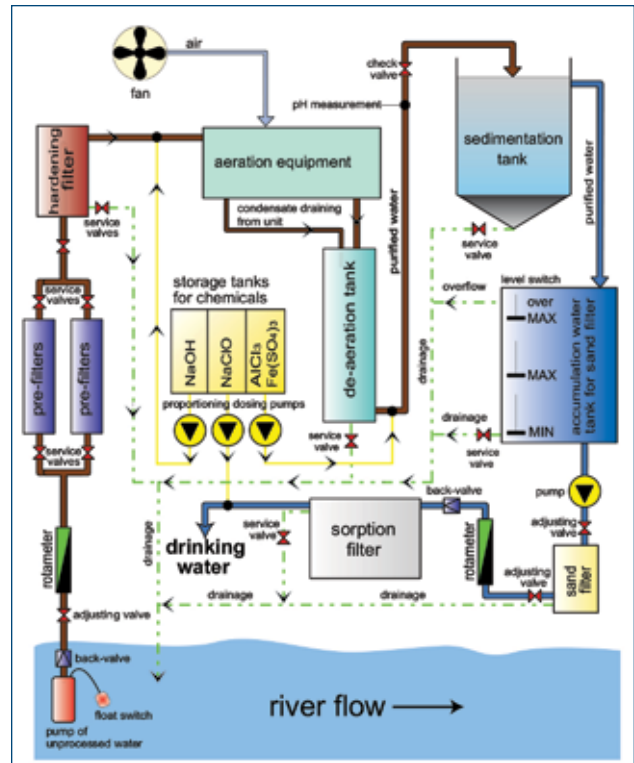 air
fan
check
valve
pH measurement
sedimentation
tank
hardening
filter
aeration equipment
service
valves
condensate draining
from unit
purified water
purified water
service
valve
storage tanks
for chemicals
NaOH
NaClO
AlCl₃
Fe(SO₄)₃
de-aeration tank
overflow
level switch
over
MAX
MAX
MIN
accumulation water
tank for sand filter
service
valves
pre-filters
pre-filters
service
valves
proportioning dosing pumps
drainage
drainage
service
valve
service
valve
pump
back-valve
adjusting
valve
drinking
water
service
valve
sorption
filter
rotameter
adjusting
valve
sand
filter
rotameter
drainage
drainage
drainage
adjusting valve
back-valve
float switch
pump of
unprocessed water
river flow